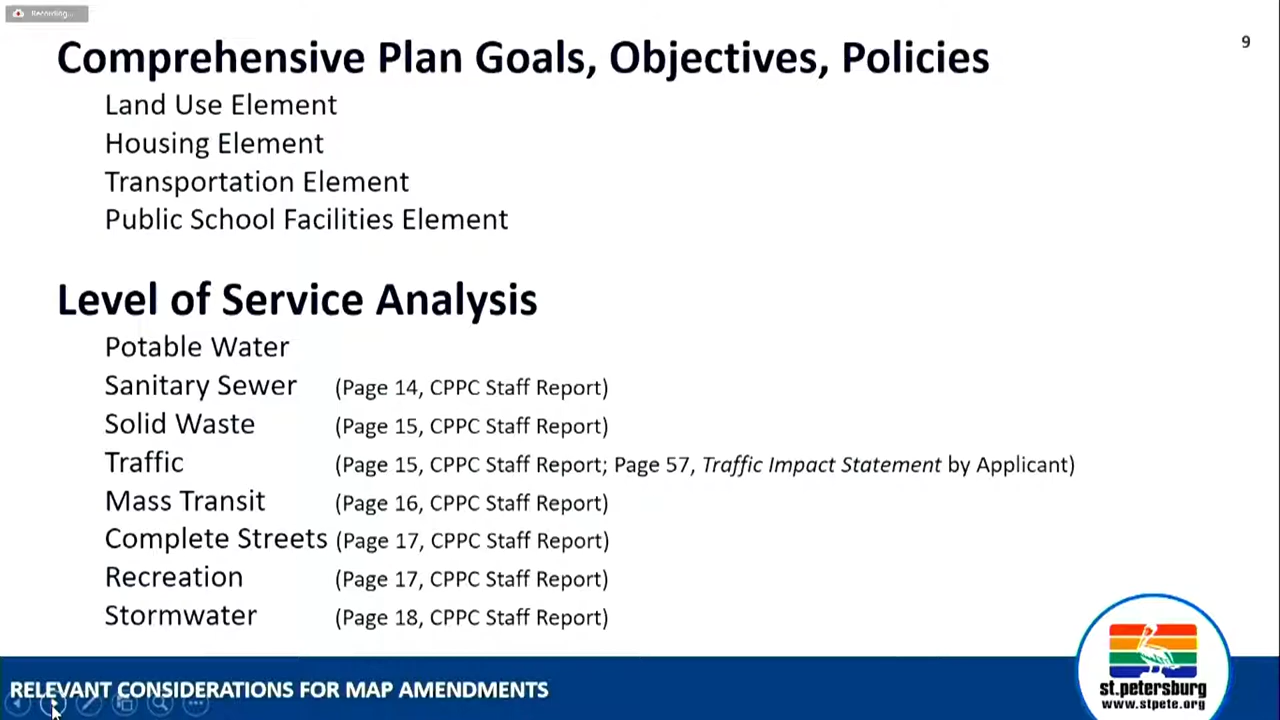 Recording...
Comprehensive Plan Goals, Objectives, Policies
9
Land Use Element
Housing Element
Transportation Element
Public School Facilities Element
Level of Service Analysis
Potable Water
Sanitary Sewer (Page 14, CPPC Staff Report)
Solid Waste (Page 15, CPPC Staff Report)
Traffic (Page 15, CPPC Staff Report; Page 57, Traffic Impact Statement by Applicant)
Mass Transit (Page 16, CPPC Staff Report)
Complete Streets (Page 17, CPPC Staff Report)
Recreation (Page 17, CPPC Staff Report)
Stormwater (Page 18, CPPC Staff Report)
RELEVANT CONSIDERATIONS FOR MAP AMENDMENTS
st.petersburg
www.stpete.org